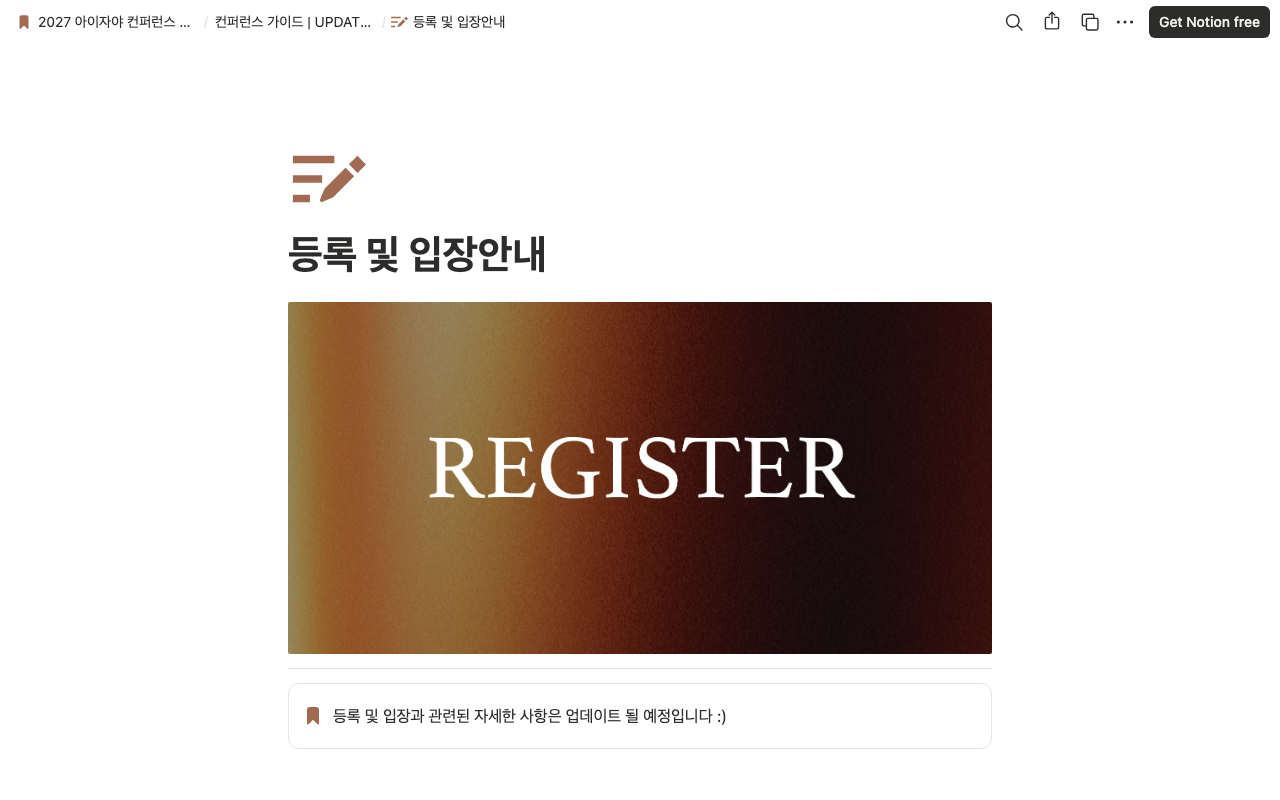 2027 아이자야 컨퍼런스 ... / 컨퍼런스 가이드 | UPDAT... / 등록 및 입장안내
Get Notion free
등록 및 입장안내
REGISTER
등록 및 입장과 관련된 자세한 사항은 업데이트 될 예정입니다 :)